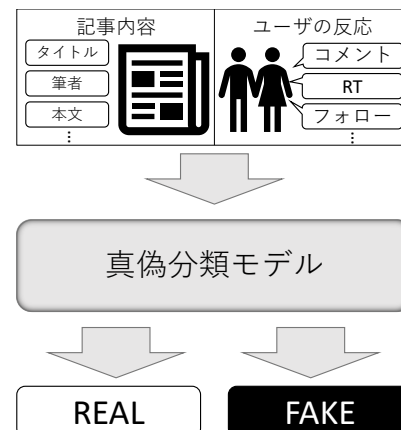 記事内容
タイトル
筆者
本文
⋮
ユーザの反応
コメント
RT
フォロー
⋮
真偽分類モデル
REAL
FAKE